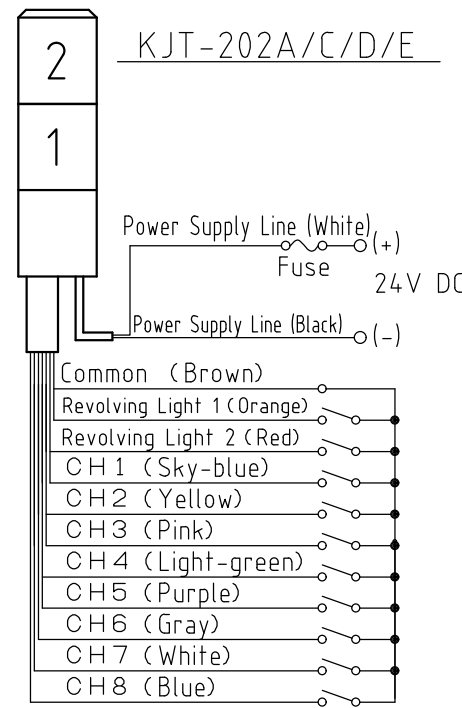 2
KJT-202A/C/D/E
1
Power Supply Line (White)
(+)
Fuse
24V DC
Power Supply Line (Black)
(-)
Common (Brown)
Revolving Light 1 (Orange)
Revolving Light 2 (Red)
CH1 (Sky-blue)
CH2 (Yellow)
CH3 (Pink)
CH4 (Light-green)
CH5 (Purple)
CH6 (Gray)
CH7 (White)
CH8 (Blue)